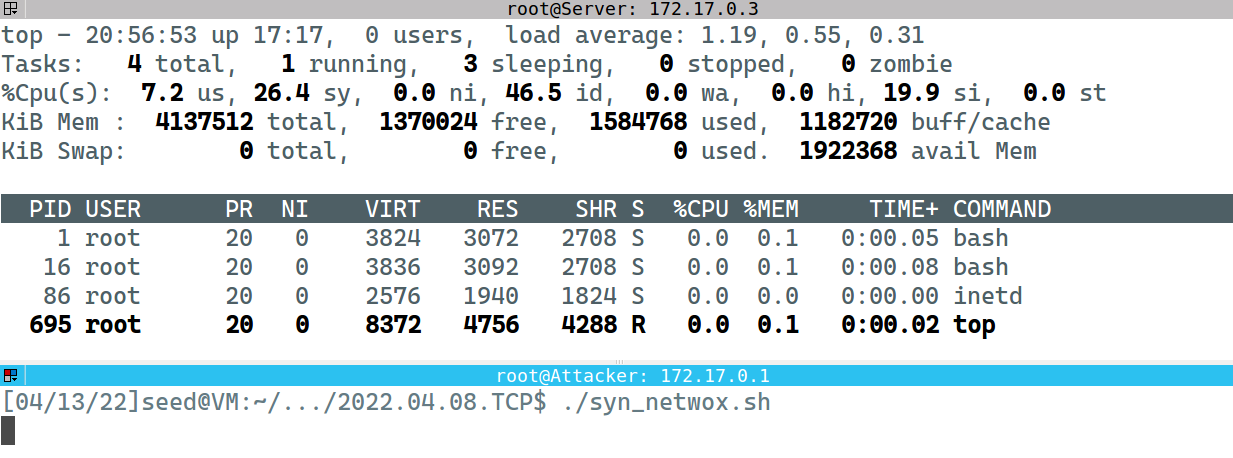 root@Server: 172.17.0.3
top - 20:56:53 up 17:17,  0 users,  load average: 1.19, 0.55, 0.31
Tasks:   4 total,   1 running,   3 sleeping,   0 stopped,   0 zombie
%Cpu(s):  7.2 us, 26.4 sy,  0.0 ni, 46.5 id,  0.0 wa,  0.0 hi, 19.9 si,  0.0 st
KiB Mem :  4137512 total,  1370024 free,  1584768 used,  1182720 buff/cache
KiB Swap:        0 total,        0 free,        0 used.  1922368 avail Mem
  PID USER      PR  NI    VIRT    RES    SHR S  %CPU %MEM     TIME+ COMMAND
    1 root      20   0    3824   3072   2708 S   0.0  0.1   0:00.05 bash
   16 root      20   0    3836   3092   2708 S   0.0  0.1   0:00.08 bash
   86 root      20   0    2576   1940   1824 S   0.0  0.0   0:00.00 inetd
  695 root      20   0    8372   4756   4288 R   0.0  0.1   0:00.02 top
root@Attacker: 172.17.0.1
[04/13/22]seed@VM:~/.../2022.04.08.TCP$ ./syn_netwox.sh